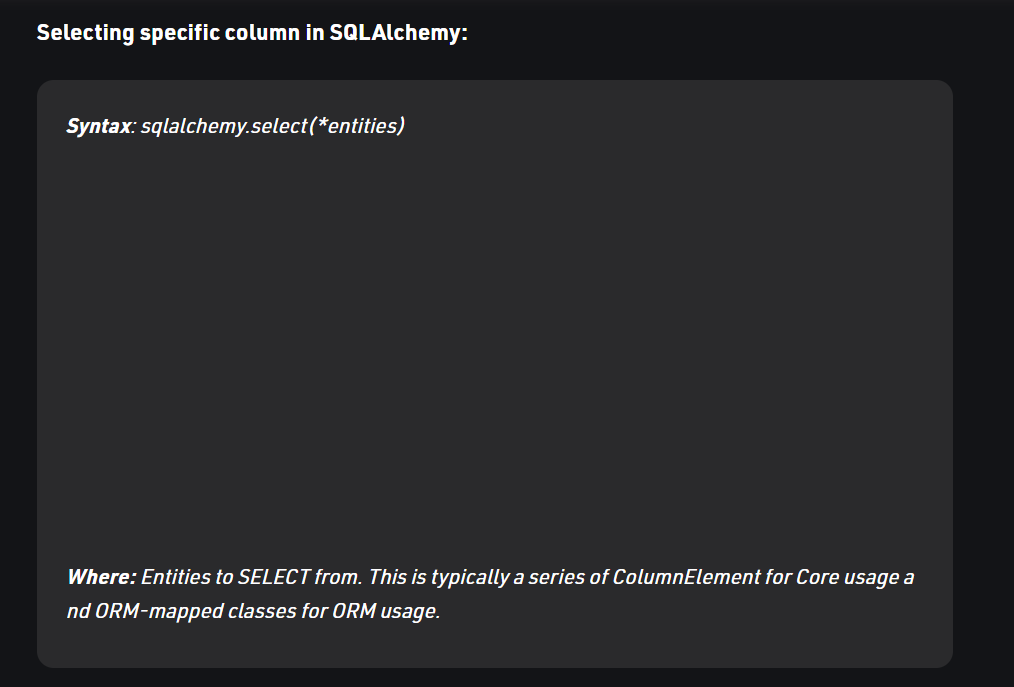 Selecting specific column in SQLAlchemy:
Syntax: sqlalchemy.select(*entities)
Where: Entities to SELECT from. This is typically a series of ColumnElement for Core usage a
nd ORM-mapped classes for ORM usage.